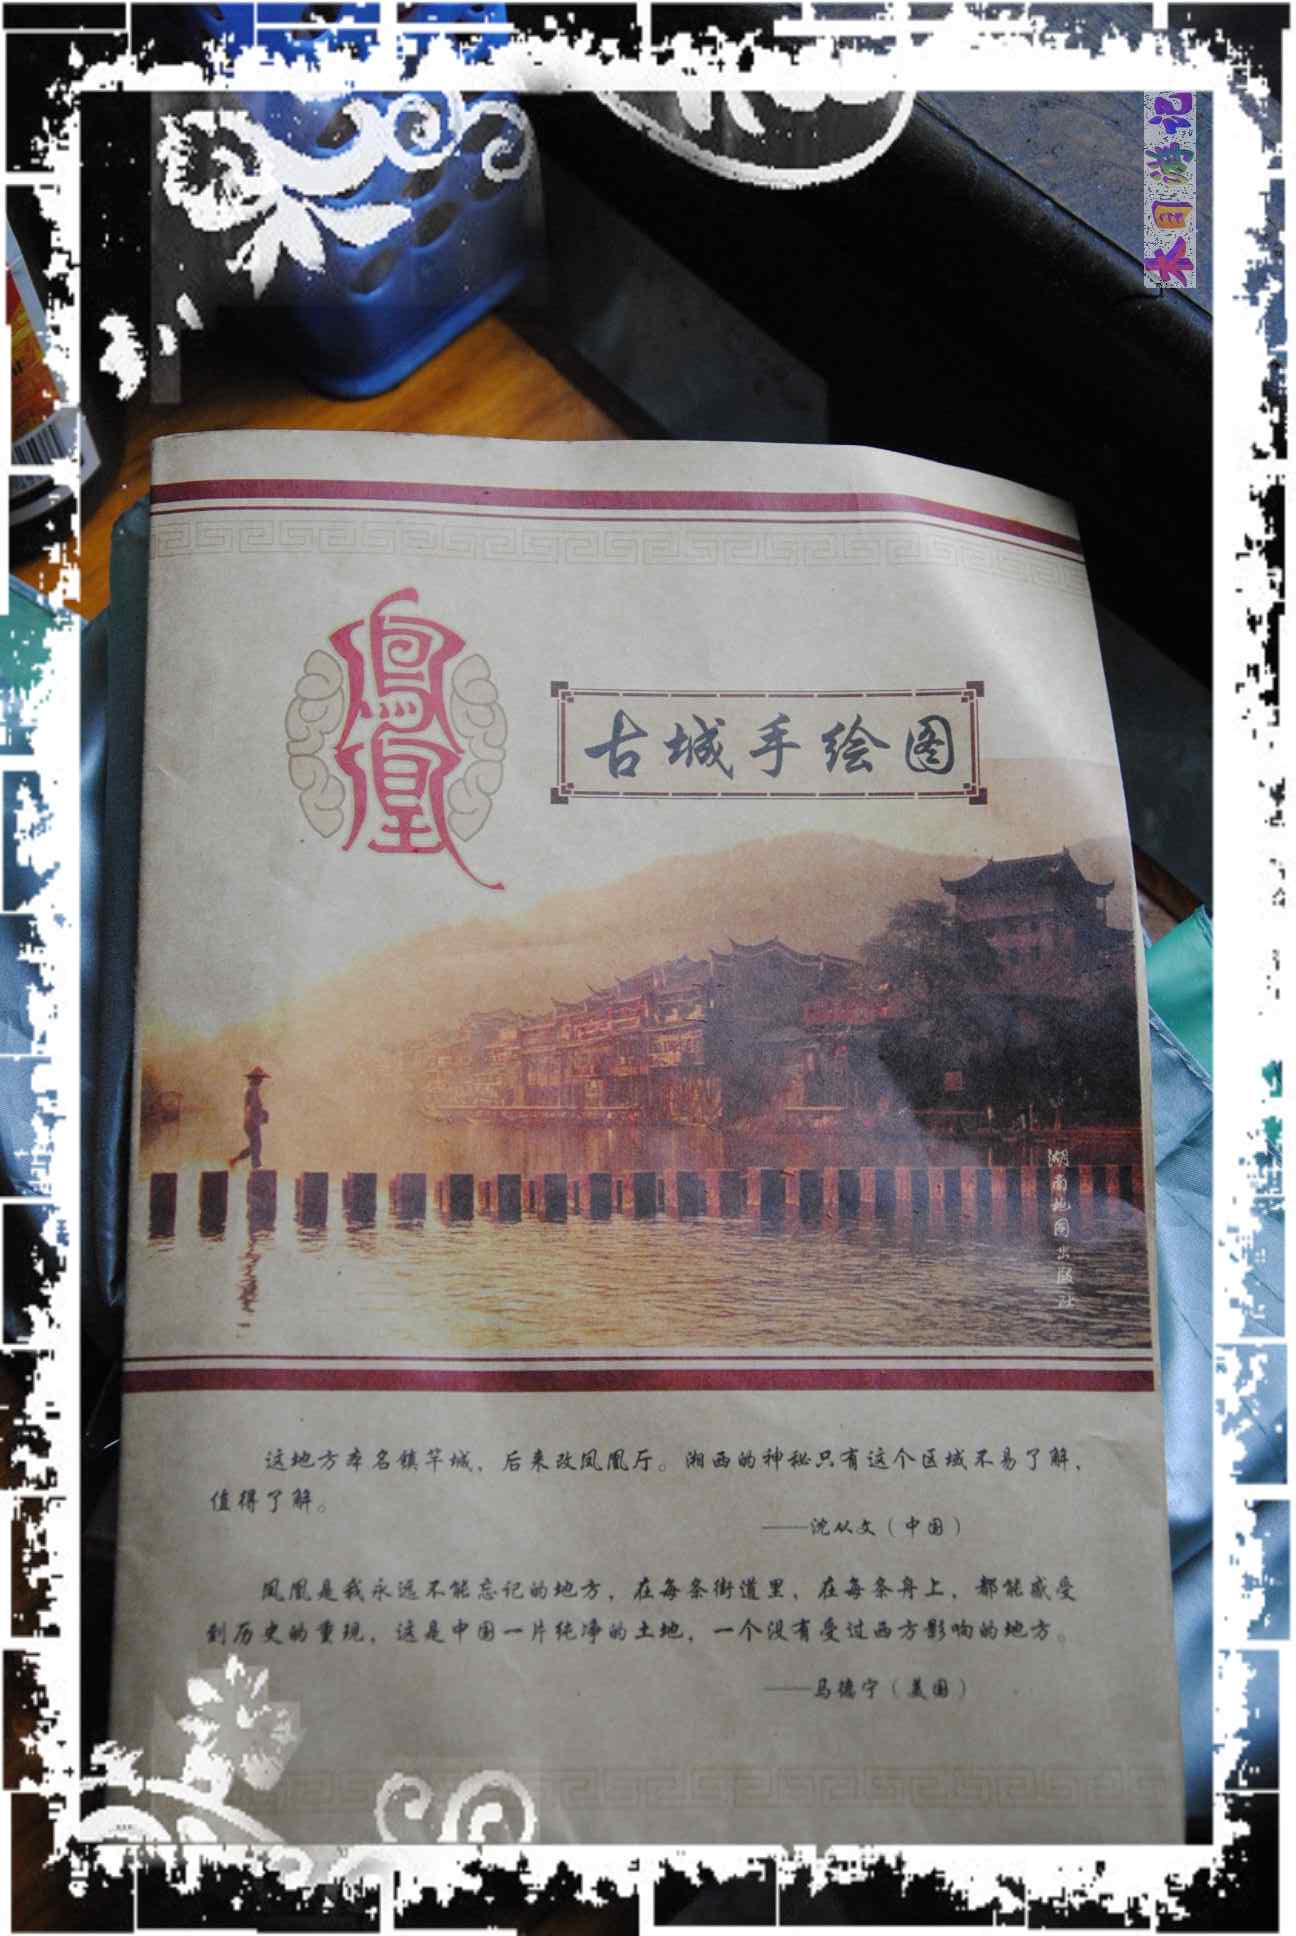 木目游记
鳳凰
古城手绘图
湖南地图出版社
这地方本名镇竿城，后来改凤凰厅。湘西的神秘只有这个区域不易了解，
值得了解。
——沈从文（中国）
凤凰是我永远不能忘记的地方，在每条街道里，在每条舟上，都能感受
到历史的重现，这是中国一片纯净的土地，一个没有受过西方影响的地方。
——马德宁（美国）